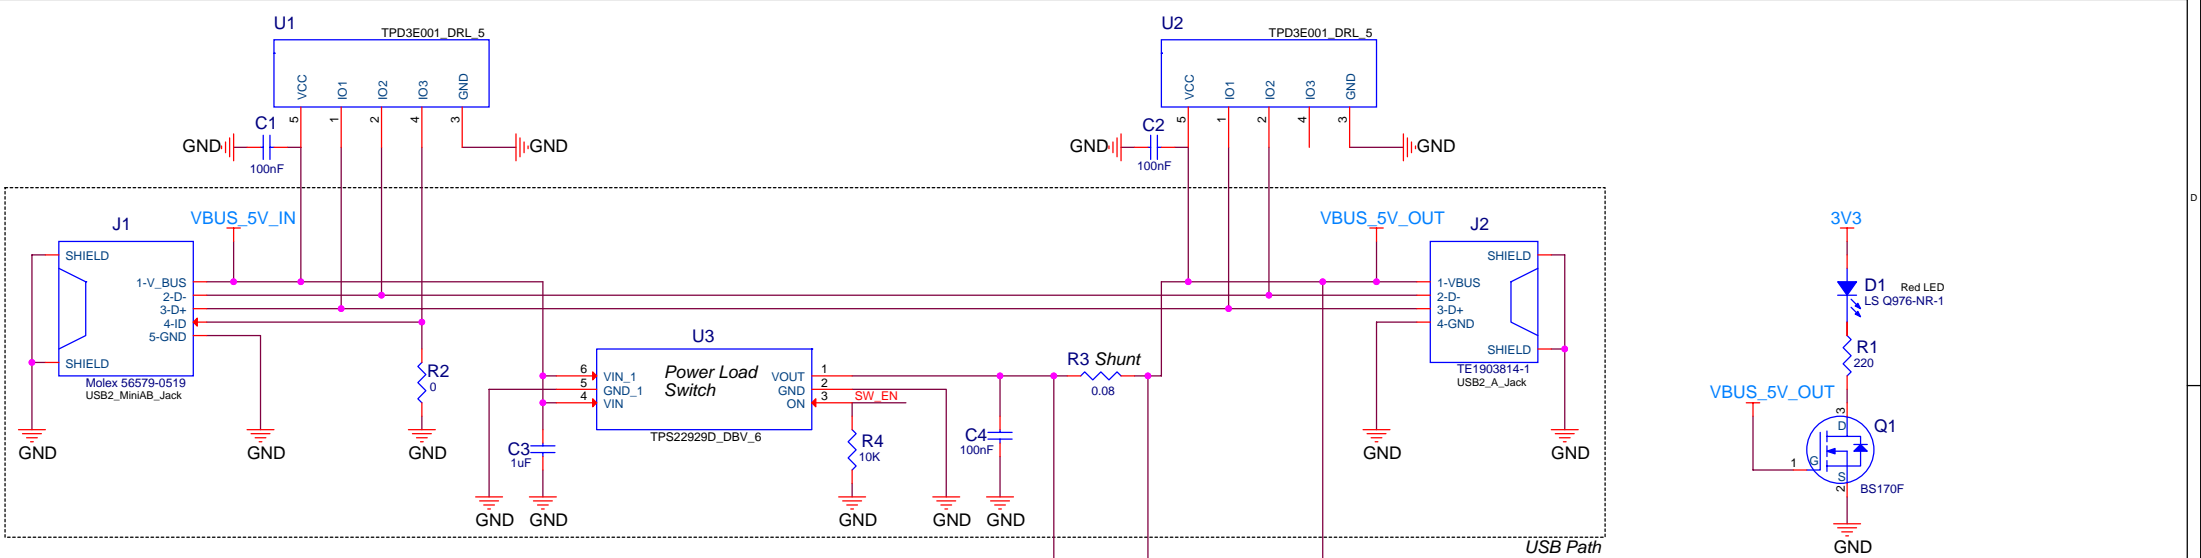 U1
TPD3E001_DRL_5
VCC
IO1
IO2
IO3
GND
5
1
2
4
3
C1
GND
100nF
GND
U2
TPD3E001_DRL_5
VCC
IO1
IO2
IO3
GND
5
1
2
4
3
C2
GND
100nF
GND
D
VBUS_5V_IN
J1
SHIELD
1-V_BUS
2-D-
3-D+
4-ID
5-GND
SHIELD
Molex 56579-0519
USB2_MiniAB_Jack
GND
GND
R2
0
GND
U3
Power Load
Switch
6
5
4
VIN_1
GND_1
VIN
VOUT
GND
ON
1
2
3
SW_EN
TPS22929D_DBV_6
C3
1uF
GND
GND
R4
10K
GND
GND
C4
100nF
GND
R3 Shunt
0.08
VBUS_5V_OUT
J2
SHIELD
1-VBUS
2-D-
3-D+
4-GND
SHIELD
TE1903814-1
USB2_A_Jack
GND
GND
USB Path
3V3
D1 Red LED
LS Q976-NR-1
R1
220
VBUS_5V_OUT
3
D
Q1
1
G
S
2
BS170F
GND